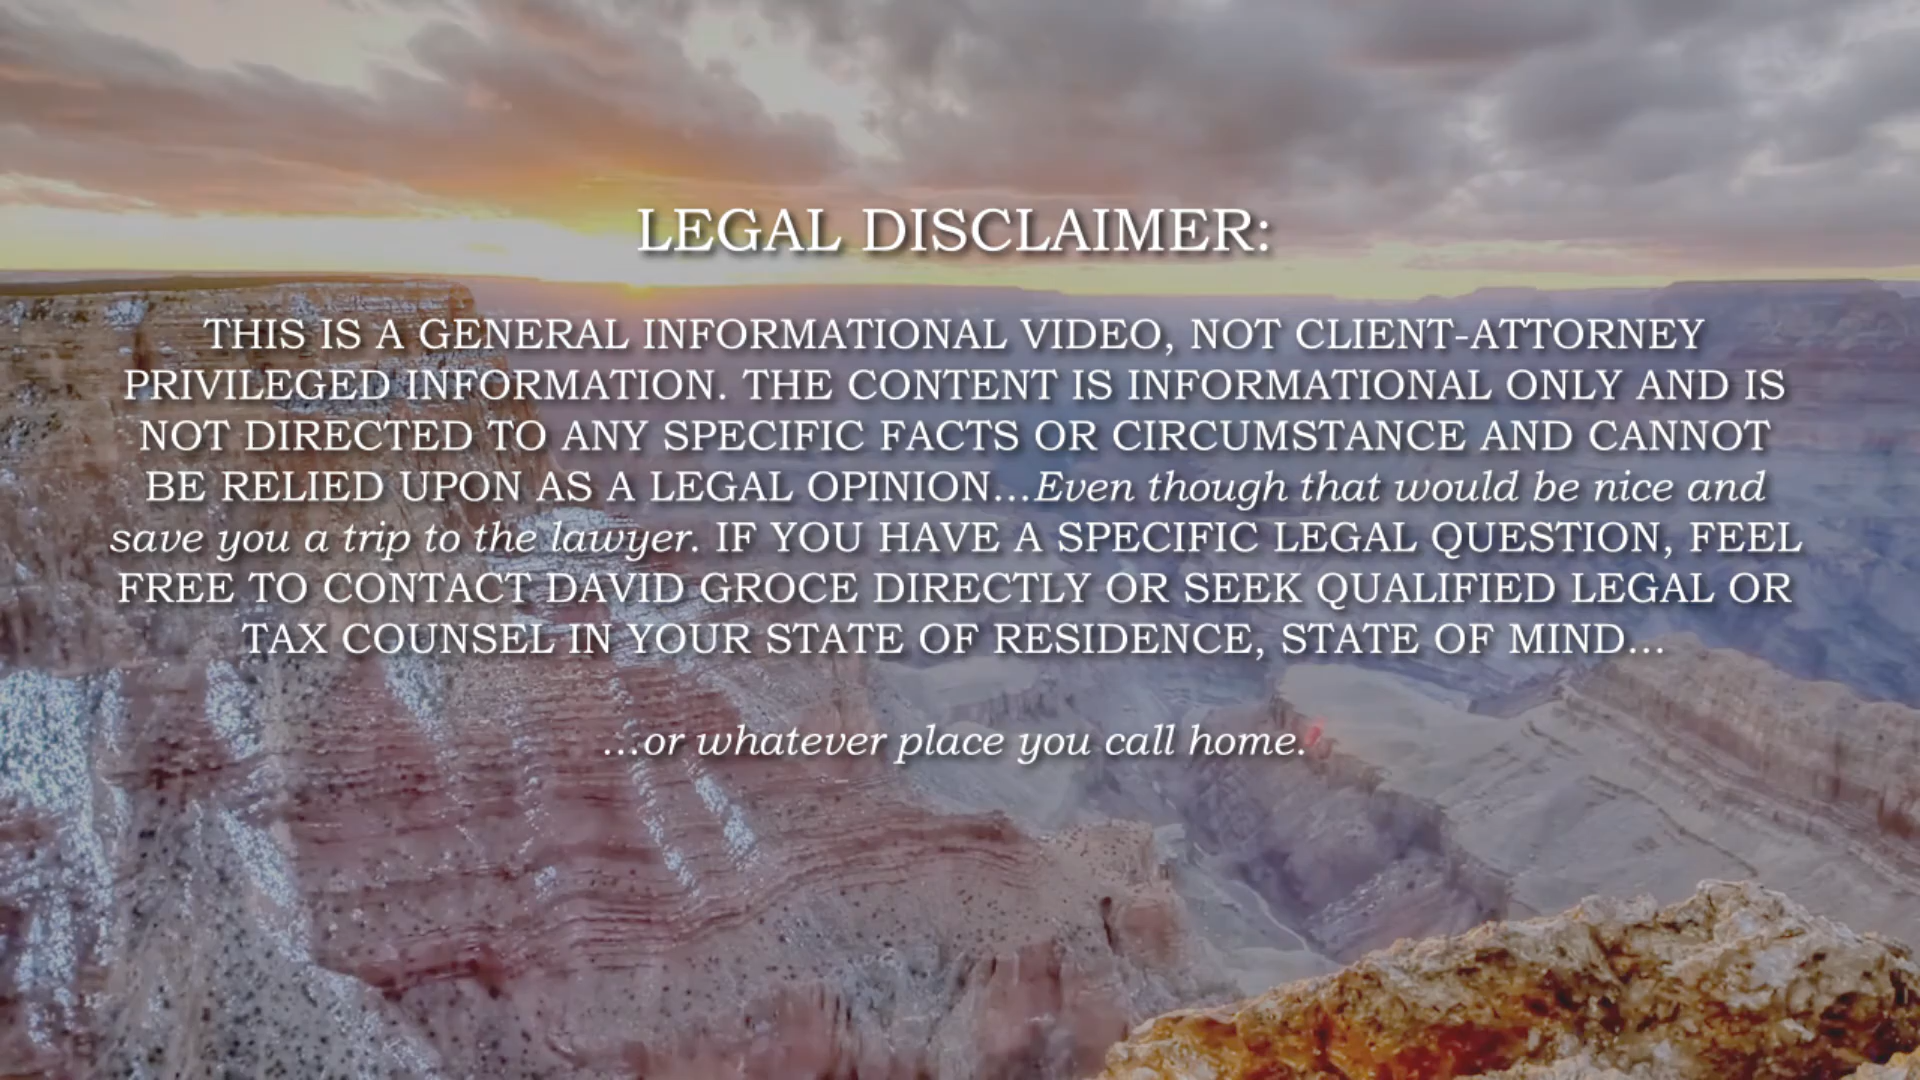 LEGAL DISCLAIMER:
THIS IS A GENERAL INFORMATIONAL VIDEO, NOT CLIENT-ATTORNEY
PRIVILEGED INFORMATION. THE CONTENT IS INFORMATIONAL ONLY AND IS
NOT DIRECTED TO ANY SPECIFIC FACTS OR CIRCUMSTANCE AND CANNOT
BE RELIED UPON AS A LEGAL OPINION...Even though that would be nice and
save you a trip to the lawyer. IF YOU HAVE A SPECIFIC LEGAL QUESTION, FEEL
FREE TO CONTACT DAVID GROCE DIRECTLY OR SEEK QUALIFIED LEGAL OR
TAX COUNSEL IN YOUR STATE OF RESIDENCE, STATE OF MIND...
...or whatever place you call home.